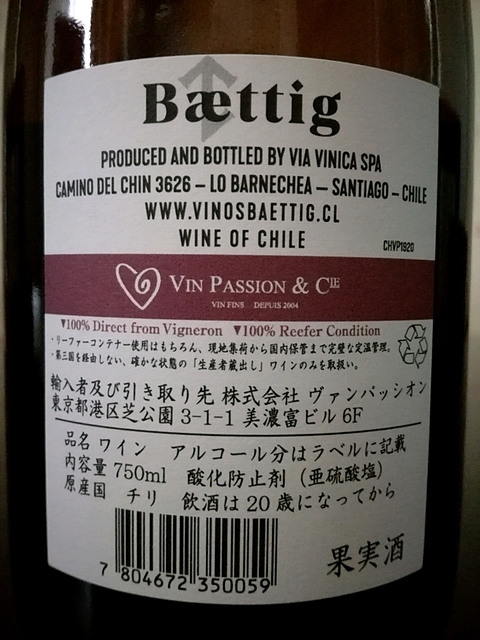 Bættig
PRODUCED AND BOTTLED BY VIA VINICA SPA
CAMINO DEL CHIN 3626 – LO BARNECHEA – SANTIAGO – CHILE
WWW.VINOSBAETTIG.CL
WINE OF CHILE
CHVP1920
VIN PASSION & CIE
VIN FINS DEPUIS 2004
▼100% Direct from Vigneron ▼100% Reefer Condition
・リーファーコンテナー使用はもちろん、現地集荷から国内保管まで完璧な定温管理。
・第三国を経由しない、確かな状態の「生産者蔵出し」ワインのみを取扱い。
輸入者及び引き取り先 株式会社 ヴァンパッシオン
東京都港区芝公園 3-1-1 美濃富ビル 6F
品名 ワイン アルコール分はラベルに記載
内容量 750ml 酸化防止剤（亜硫酸塩）
原産国 チリ 飲酒は 20 歳になってから
7 804672 350059
果実酒